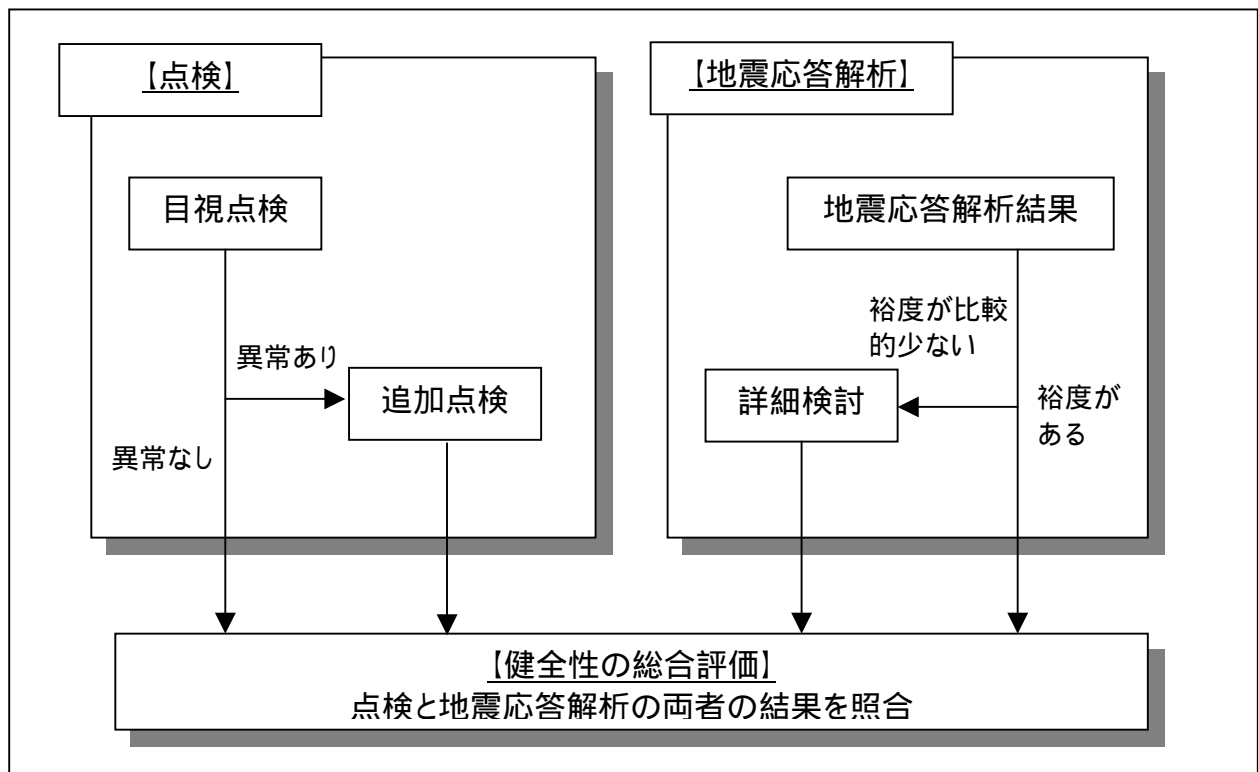 【点検】
目視点検
異常あり
追加点検
異常なし
【地震応答解析】
地震応答解析結果
裕度が比較
的少ない
詳細検討
裕度が
ある
【健全性の総合評価】
点検と地震応答解析の両者の結果を照合